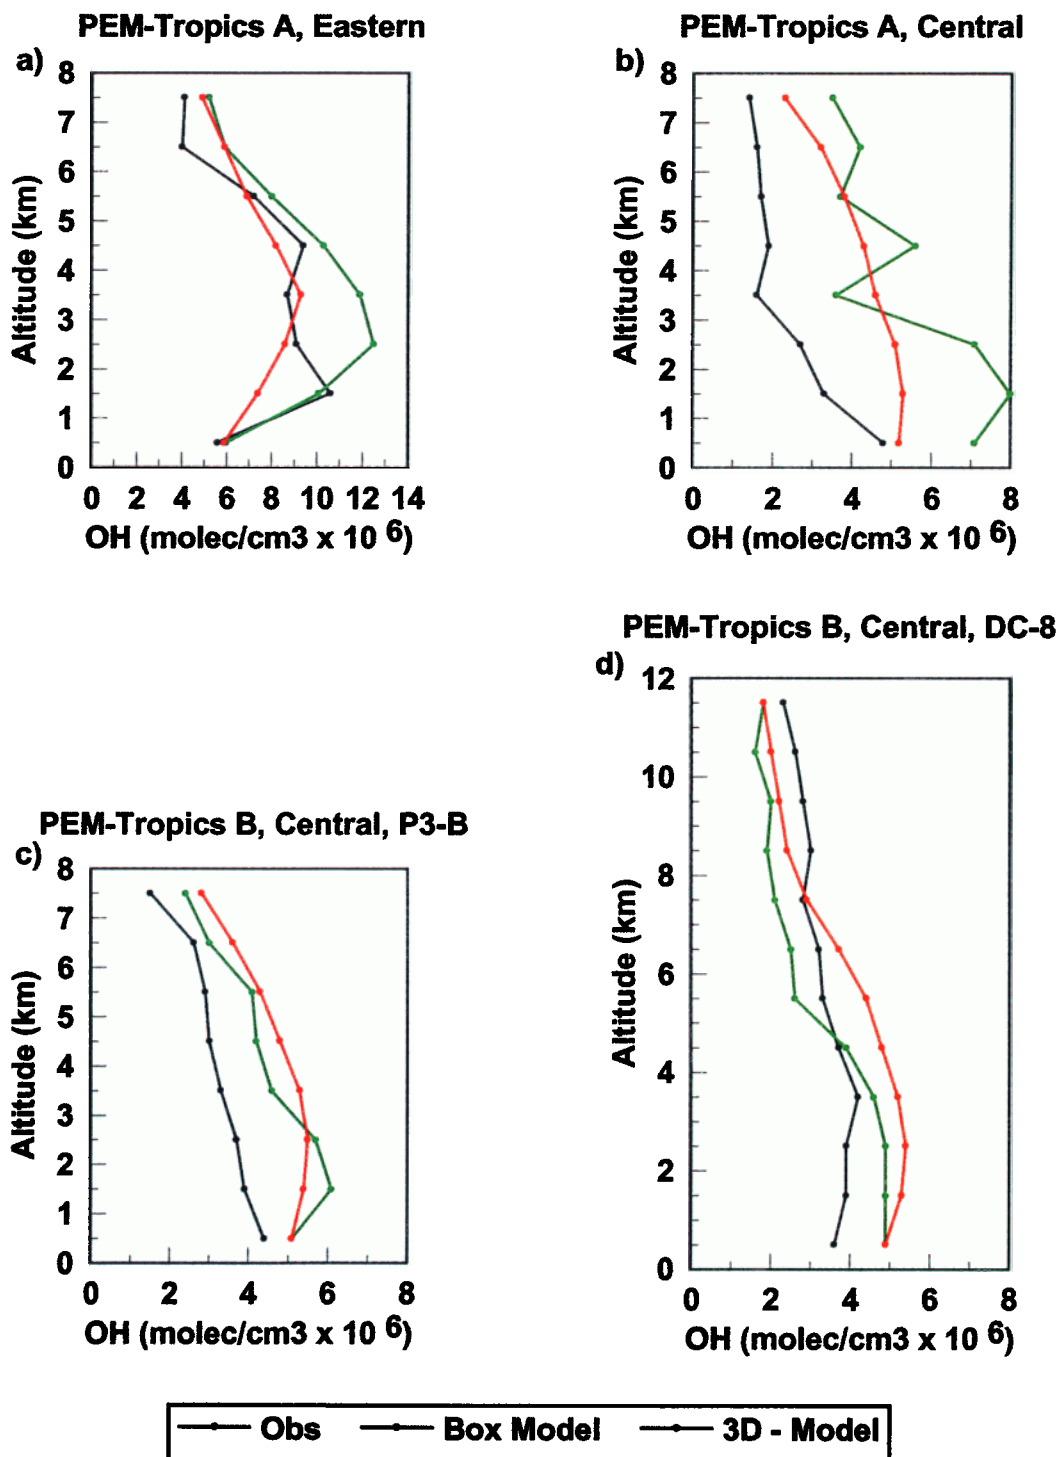 PEM-Tropics A, Eastern
a)
8
7
6
5
4
3
2
1
0
Altitude (km)
0 2 4 6 8 10 12 14
OH (molec/cm3 x 10 6)
PEM-Tropics A, Central
b)
8
7
6
5
4
3
2
1
0
Altitude (km)
0 2 4 6 8
OH (molec/cm3 x 10 6)
PEM-Tropics B, Central, P3-B
c)
8
7
6
5
4
3
2
1
0
Altitude (km)
0 2 4 6 8
OH (molec/cm3 x 10 6)
PEM-Tropics B, Central, DC-8
d)
12
10
8
6
4
2
0
Altitude (km)
0 2 4 6 8
OH (molec/cm3 x 10 6)
Obs Box Model 3D - Model